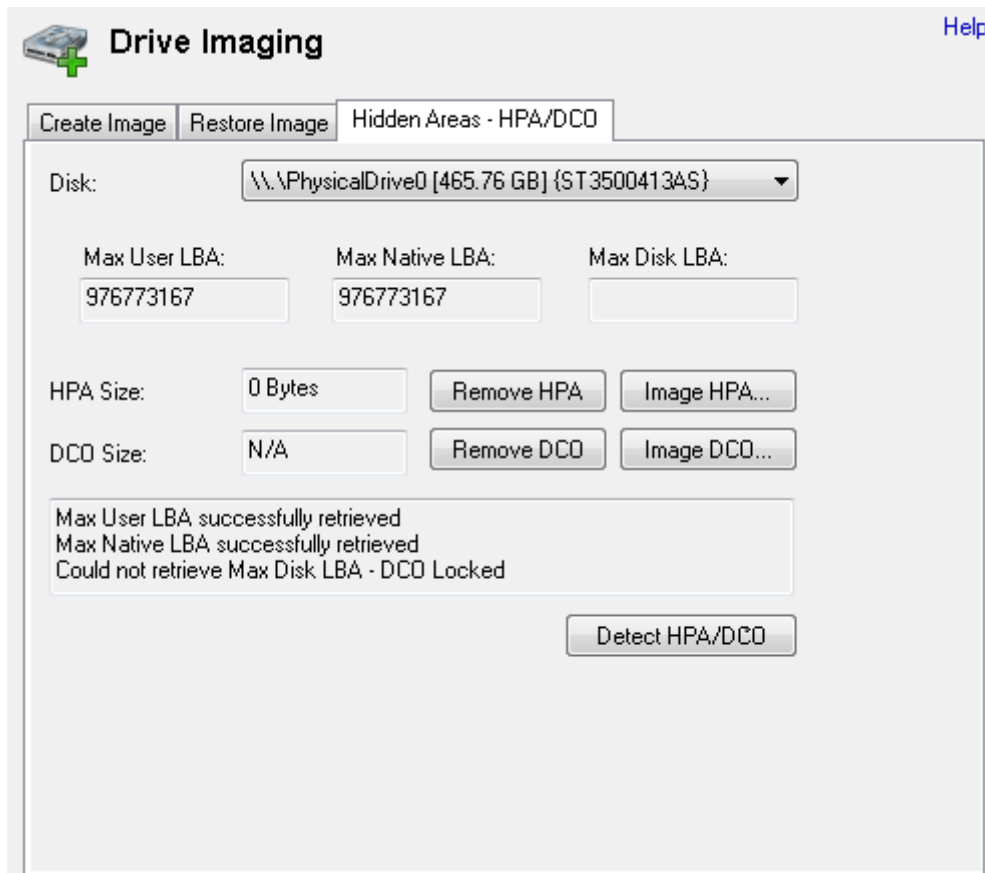 Drive Imaging
Help
Create Image Restore Image Hidden Areas - HPA/DCO
Disk: \\.\PhysicalDrive0 [465.76 GB] {ST3500413AS}
Max User LBA: Max Native LBA: Max Disk LBA:
976773167 976773167
HPA Size: 0 Bytes Remove HPA Image HPA...
DCO Size: N/A Remove DCO Image DCO...
Max User LBA successfully retrieved
Max Native LBA successfully retrieved
Could not retrieve Max Disk LBA - DCO Locked
Detect HPA/DCO